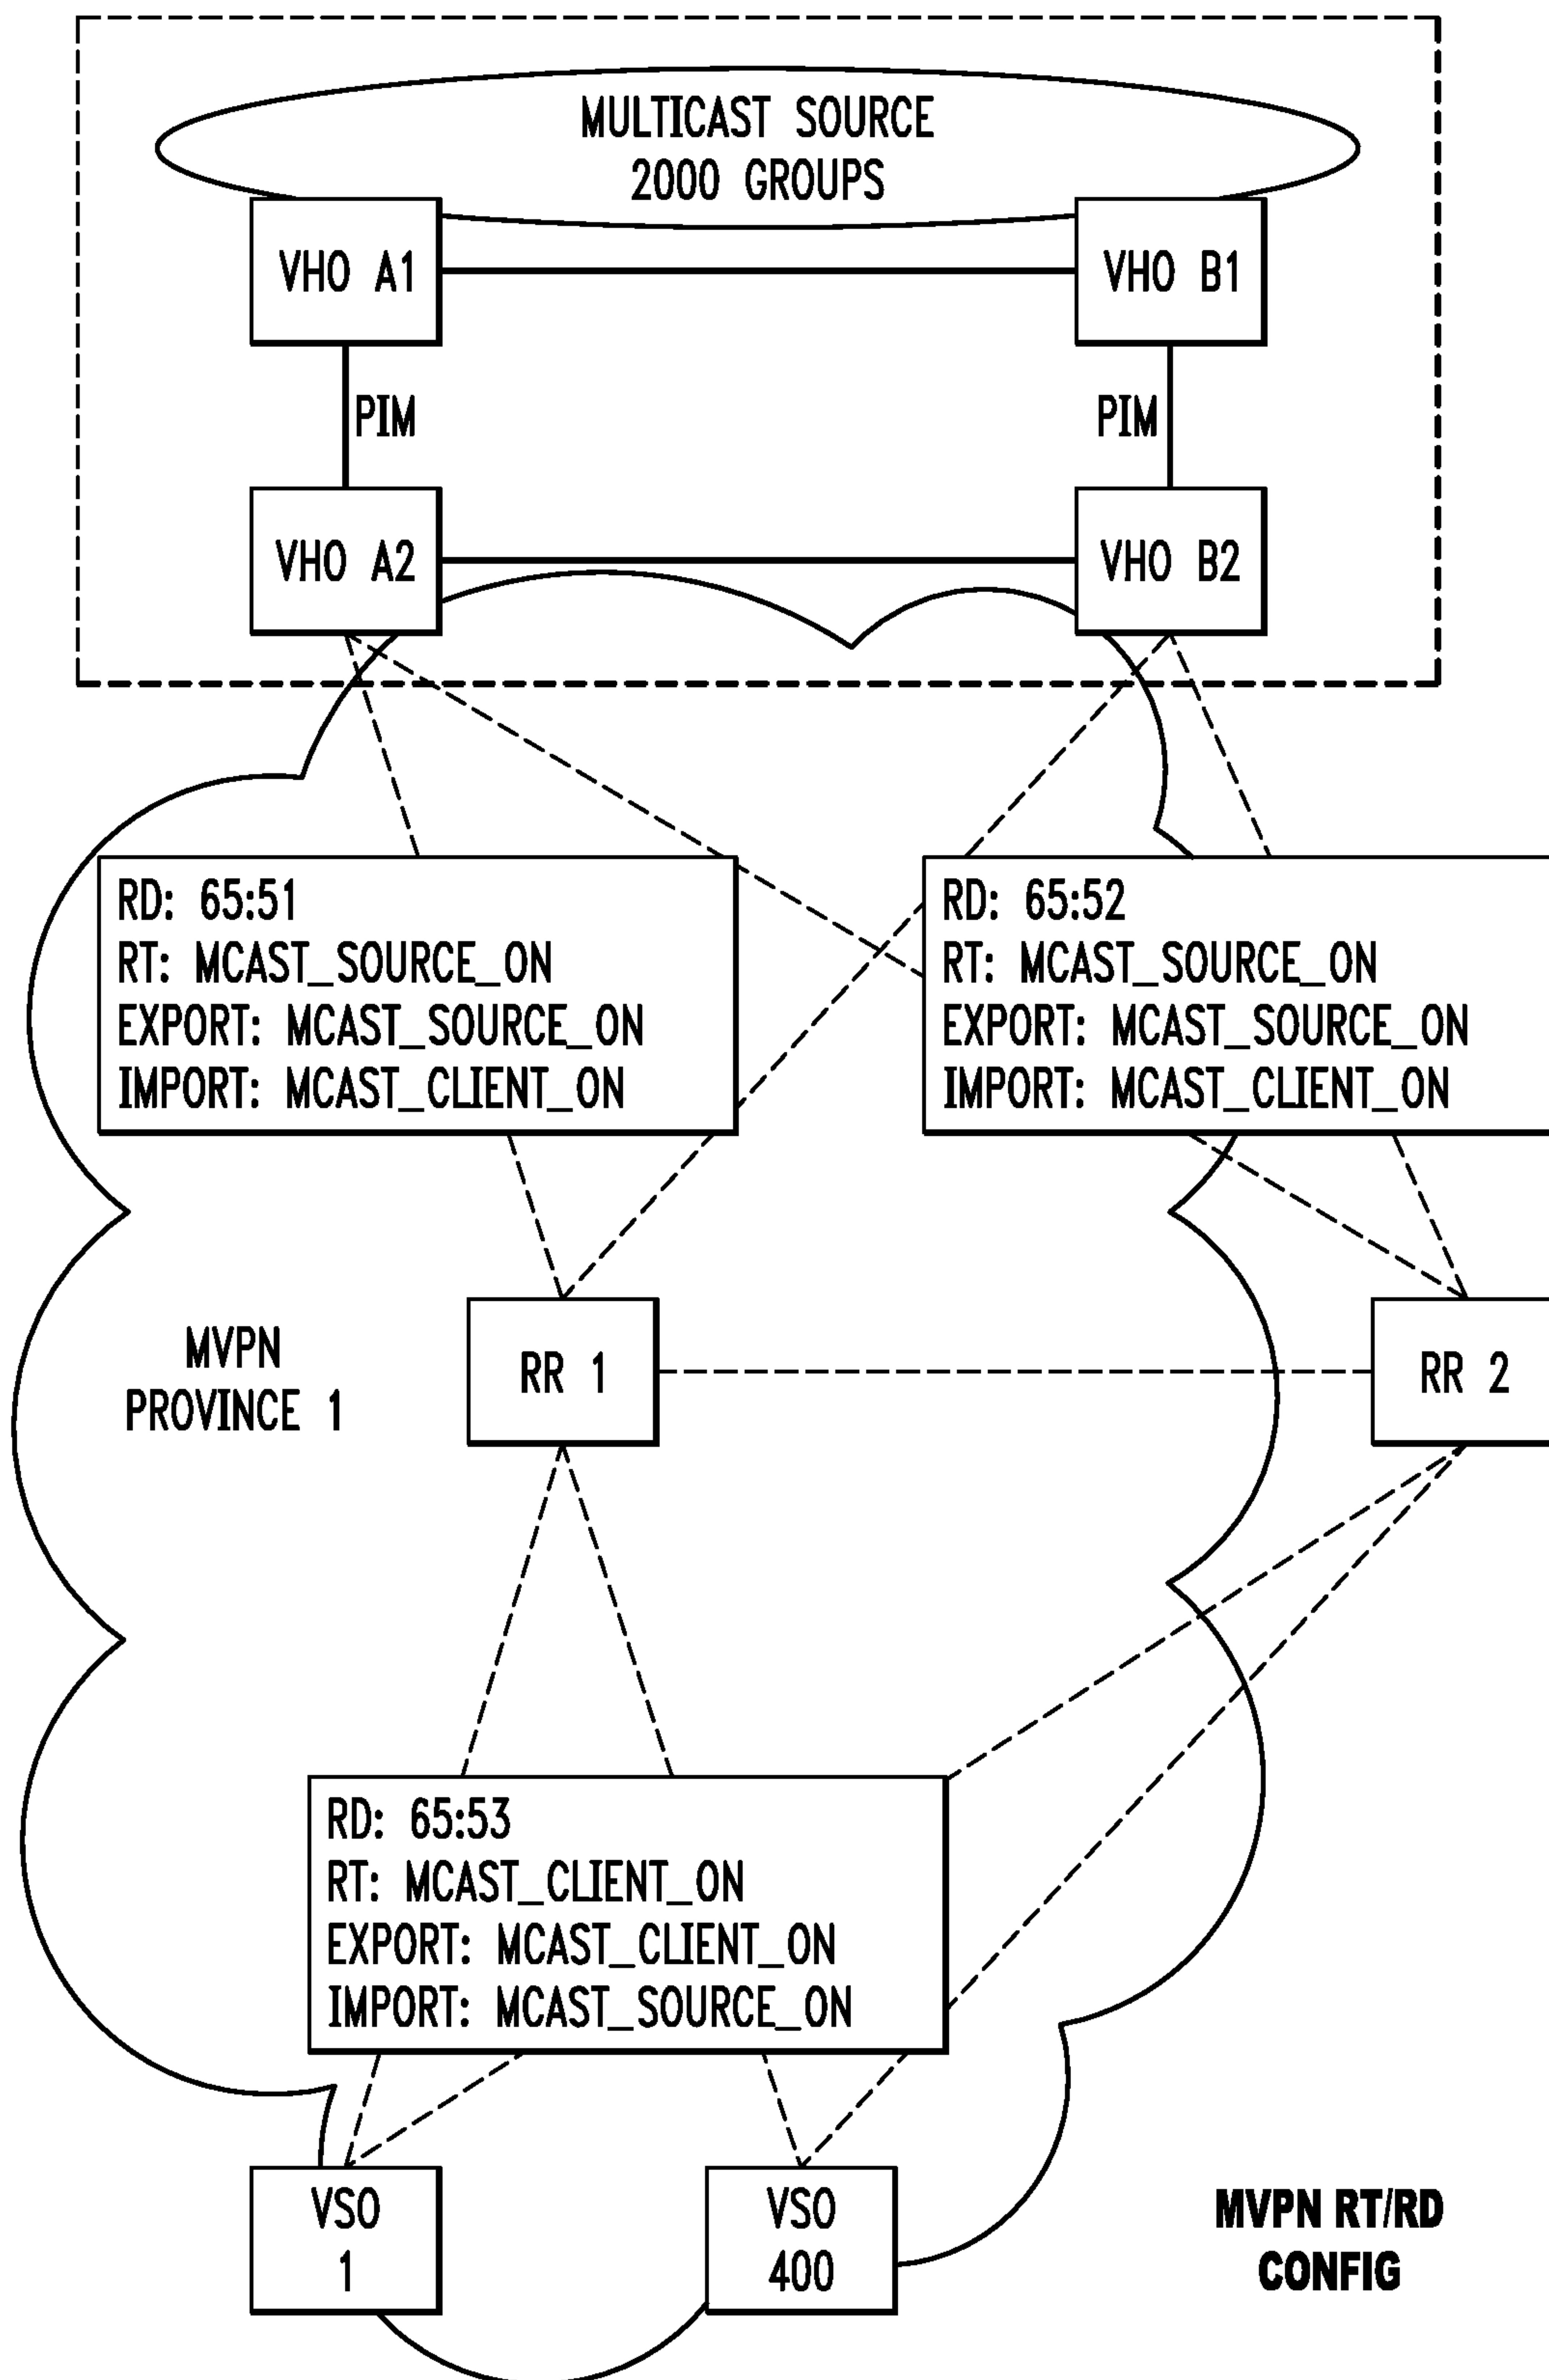 MULTICAST SOURCE
2000 GROUPS
VHO A1
VHO B1
PIM
PIM
VHO A2
VHO B2
RD: 65:51
RT: MCAST_SOURCE_ON
EXPORT: MCAST_SOURCE_ON
IMPORT: MCAST_CLIENT_ON
RD: 65:52
RT: MCAST_SOURCE_ON
EXPORT: MCAST_SOURCE_ON
IMPORT: MCAST_CLIENT_ON
MVPN
PROVINCE 1
RR 1
RR 2
RD: 65:53
RT: MCAST_CLIENT_ON
EXPORT: MCAST_CLIENT_ON
IMPORT: MCAST_SOURCE_ON
VSO
1
VSO
400
MVPN RT/RD
CONFIG